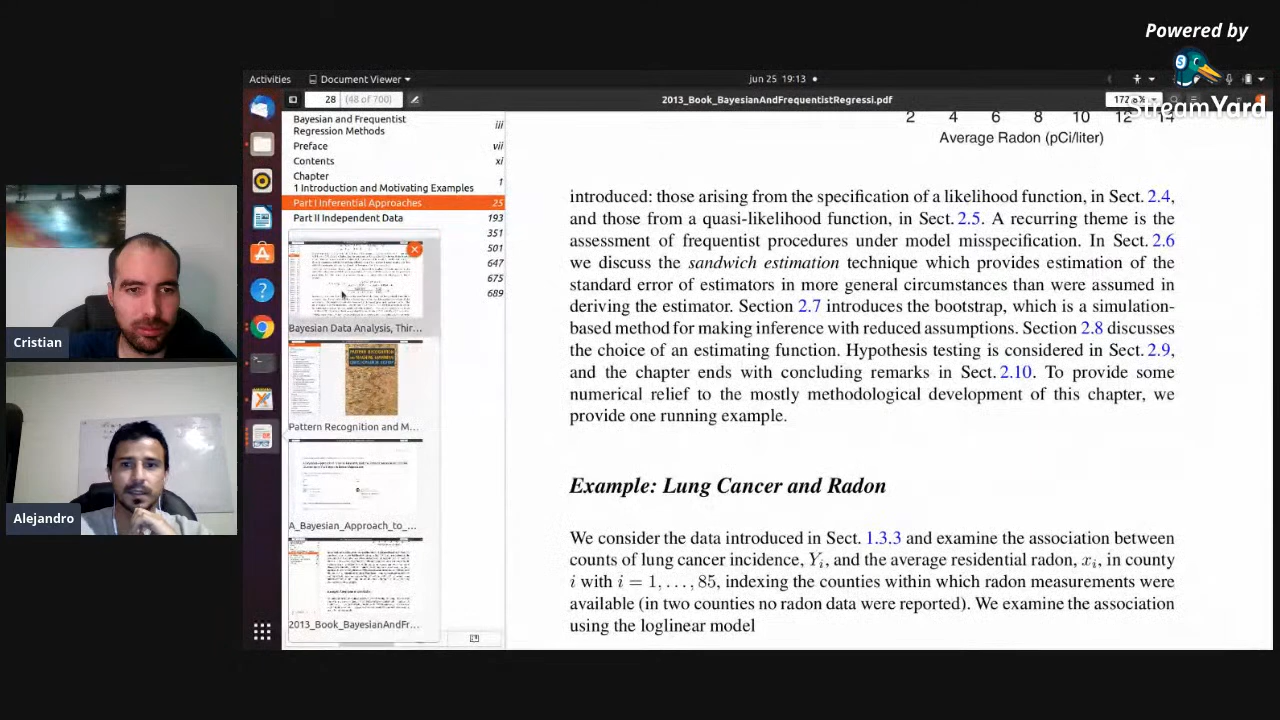 Powered by
StreamYard
Activities
Document Viewer
jun 25 19:13
28
(48 of 700)
2013_Book_BayesianAndFrequentistRegressi.pdf
Bayesian and Frequentist
Regression Methods
iii
Preface
vii
Contents
xi
Chapter
1 Introduction and Motivating Examples
1
Part I Inferential Approaches
25
Part II Independent Data
193
351
501
647
675
689
Bayesian Data Analysis, Thir...
PATTERN RECOGNITION
Pattern Recognition and M...
A_Bayesian_Approach_to_...
2013_Book_BayesianAndFr...
2 4 6 8 10 12 14
Average Radon (pCi/liter)
introduced: those arising from the specification of a likelihood function, in Sect. 2.4,
and those from a quasi-likelihood function, in Sect. 2.5. A recurring theme is the
assessment of frequentist procedures under model misspecification. In Sect. 2.6
we discuss the sandwich estimation technique which provides estimation of the
standard error of estimators in more general circumstances than were assumed in
deriving the estimator. Section 2.7 introduces the bootstrap, which is a simulation-
based method for making inference with reduced assumptions. Section 2.8 discusses
the choice of an estimating function. Hypothesis testing is considered in Sect. 2.9,
and the chapter ends with concluding remarks in Sect. 2.10. To provide some
numerical relief to the mostly methodological development of this chapter, we
provide one running example.
Example: Lung Cancer and Radon
We consider the data introduced in Sect. 1.3.3 and examine the association between
counts of lung cancer incidence, Yi, and the average residential radon, xi, in county
i with i = 1, . . . , 85, indexing the counties within which radon measurements were
available (in two counties no radon data were reported). We examine the association
using the loglinear model
Cristian
Alejandro